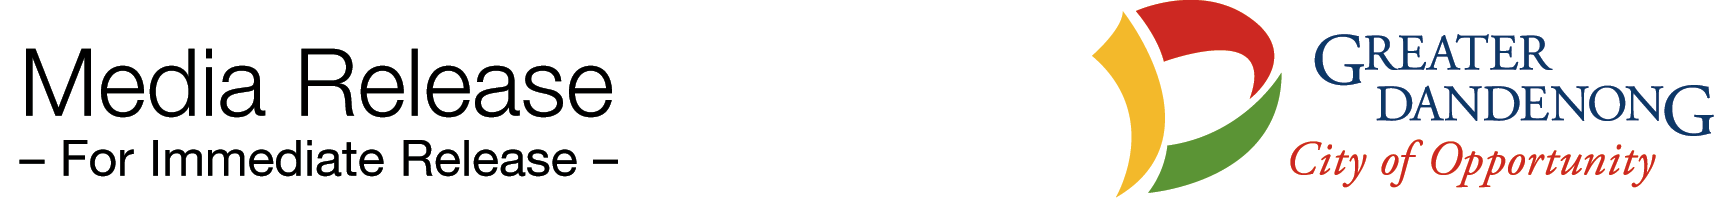 Media Release
– For Immediate Release –
GREATER
DANDENONG
City of Opportunity